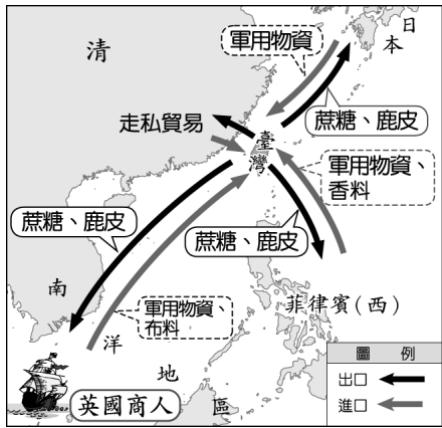 清
日
本
軍用物資
蔗糖、鹿皮
走私貿易
臺
灣
軍用物資、
香料
蔗糖、鹿皮
蔗糖、鹿皮
南
洋
地
區
軍用物資、
布料
菲律賓(西)
英國商人
圖 例
出口
進口